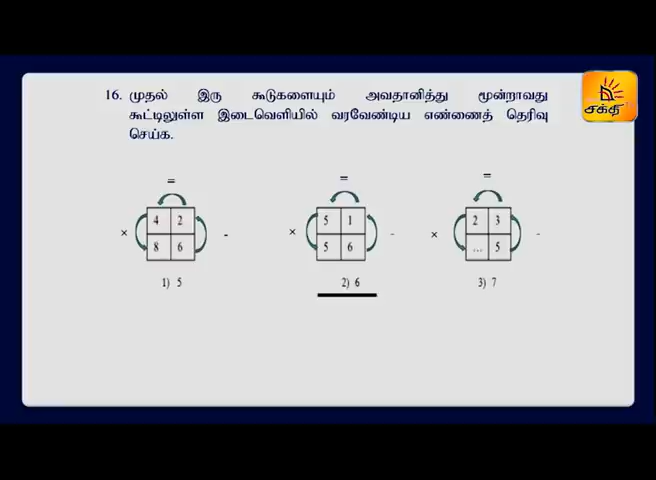 சக்தி
16. முதல் இரு கூடுகளையும் அவதானித்து மூன்றாவது
கூட்டிலுள்ள இடைவெளியில் வரவேண்டிய எண்ணைத் தெரிவு
செய்க.
= = =
× 4 2 - × 5 1 - × 2 3 -
8 6 5 6 ... 5
1) 5 2) 6 3) 7